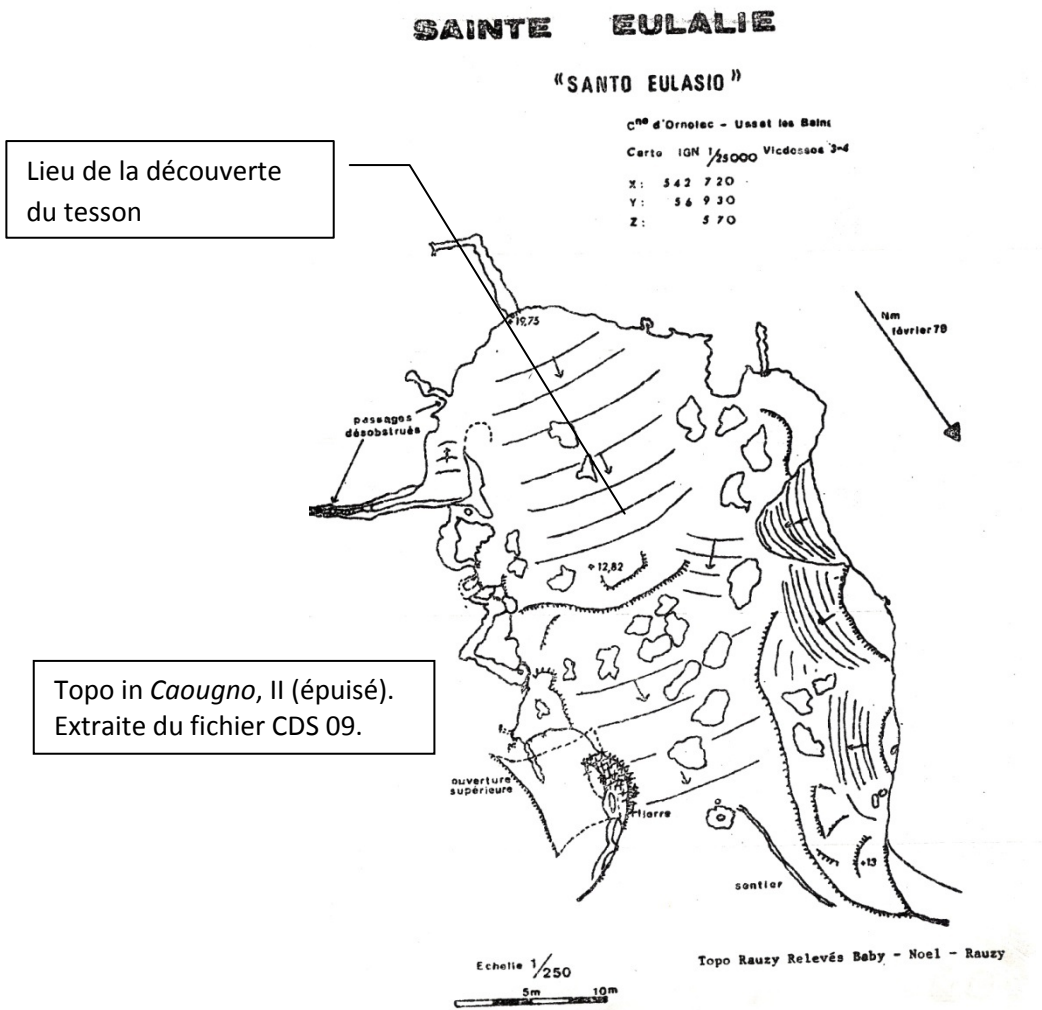 SAINTE EULALIE
"SANTO EULASIO"
Cne d'Ornolac - Ussat les Bains
Carte IGN 1/25000 Vicdessos 3-4
X: 542 720
Y: 56 930
Z: 570
Lieu de la découverte
du tesson
Nm
février 78
+19,75
passages
désobstrués
+12,82
Topo in Caougno, II (épuisé).
Extraite du fichier CDS 09.
ouverture
supérieure
lierre
sentier
+13
Topo Rauzy Relevés Baby - Noel - Rauzy
Echelle 1/250
5m 10m